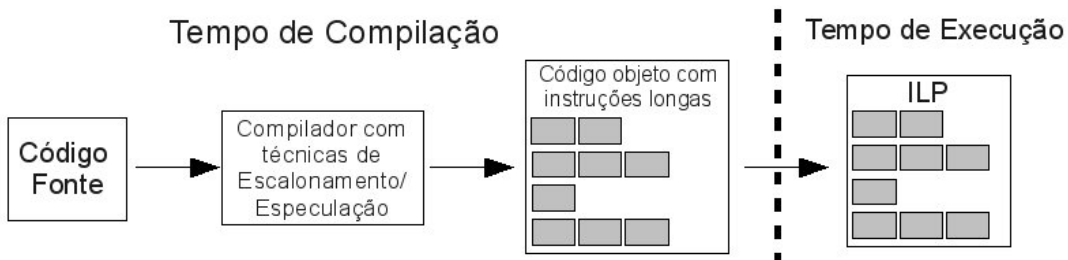 Tempo de Compilação
Tempo de Execução
Código
Fonte
Compilador com
técnicas de
Escalonamento/
Especulação
Código objeto com
instruções longas
ILP